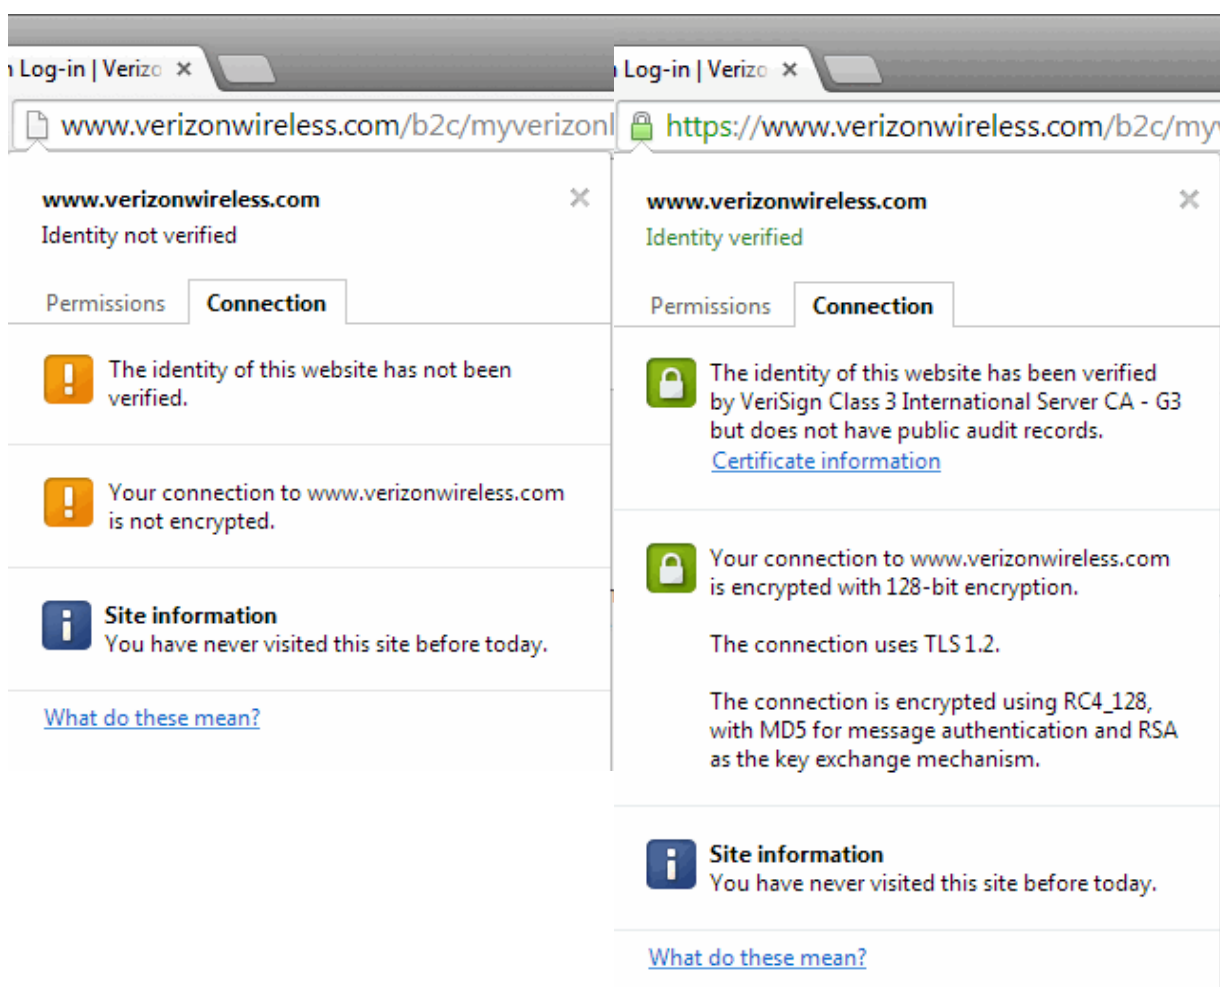 Log-in | Verizo
www.verizonwireless.com/b2c/myverizonl
www.verizonwireless.com
Identity not verified
Permissions
Connection
The identity of this website has not been
verified.
Your connection to www.verizonwireless.com
is not encrypted.
Site information
You have never visited this site before today.
What do these mean?
Log-in | Verizo
https://www.verizonwireless.com/b2c/my
www.verizonwireless.com
Identity verified
Permissions
Connection
The identity of this website has been verified
by VeriSign Class 3 International Server CA - G3
but does not have public audit records.
Certificate information
Your connection to www.verizonwireless.com
is encrypted with 128-bit encryption.
The connection uses TLS 1.2.
The connection is encrypted using RC4_128,
with MD5 for message authentication and RSA
as the key exchange mechanism.
Site information
You have never visited this site before today.
What do these mean?